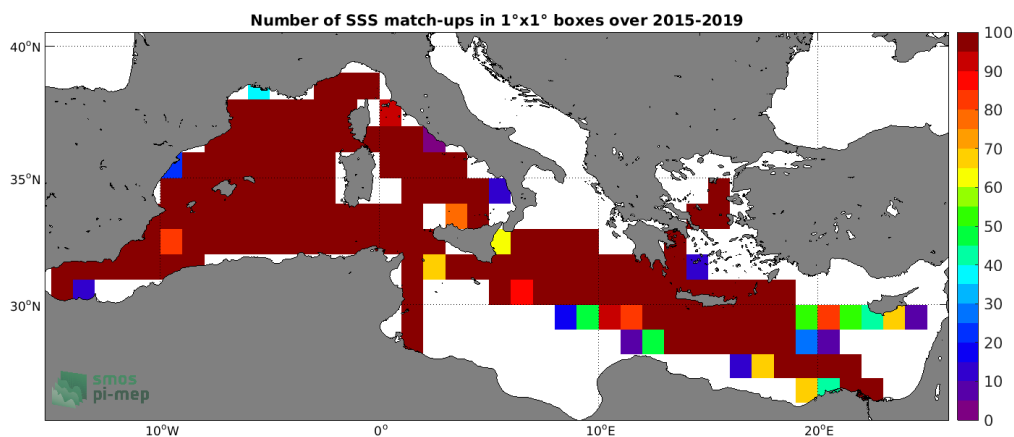 Number of SSS match-ups in 1°x1° boxes over 2015-2019
40°N
35°N
30°N
10°W
0°
10°E
20°E
100
90
80
70
60
50
40
30
20
10
0
smos
pi-mep